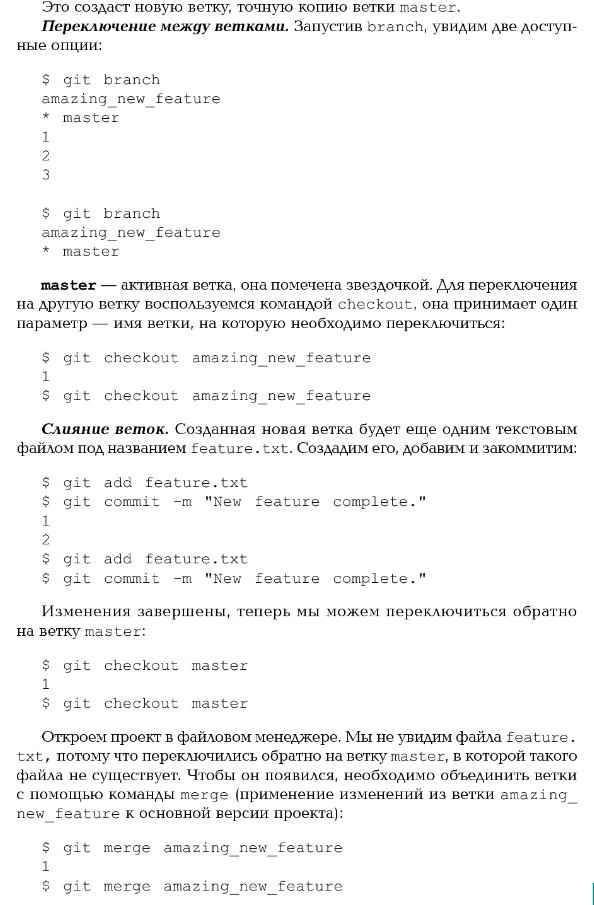 Это создаст новую ветку, точную копию ветки master.
Переключение между ветками. Запустив branch, увидим две доступ-
ные опции:
$ git branch
amazing_new_feature
* master
1
2
3
$ git branch
amazing_new_feature
* master
master — активная ветка, она помечена звездочкой. Для переключения
на другую ветку воспользуемся командой checkout, она принимает один
параметр — имя ветки, на которую необходимо переключиться:
$ git checkout amazing_new_feature
1
$ git checkout amazing_new_feature
Слияние веток. Созданная новая ветка будет еще одним текстовым
файлом под названием feature.txt. Создадим его, добавим и закоммитим:
$ git add feature.txt
$ git commit -m "New feature complete."
1
2
$ git add feature.txt
$ git commit -m "New feature complete."
Изменения завершены, теперь мы можем переключиться обратно
на ветку master:
$ git checkout master
1
$ git checkout master
Откроем проект в файловом менеджере. Мы не увидим файла feature.
txt, потому что переключились обратно на ветку master, в которой такого
файла не существует. Чтобы он появился, необходимо объединить ветки
с помощью команды merge (применение изменений из ветки amazing_
new_feature к основной версии проекта):
$ git merge amazing_new_feature
1
$ git merge amazing_new_feature